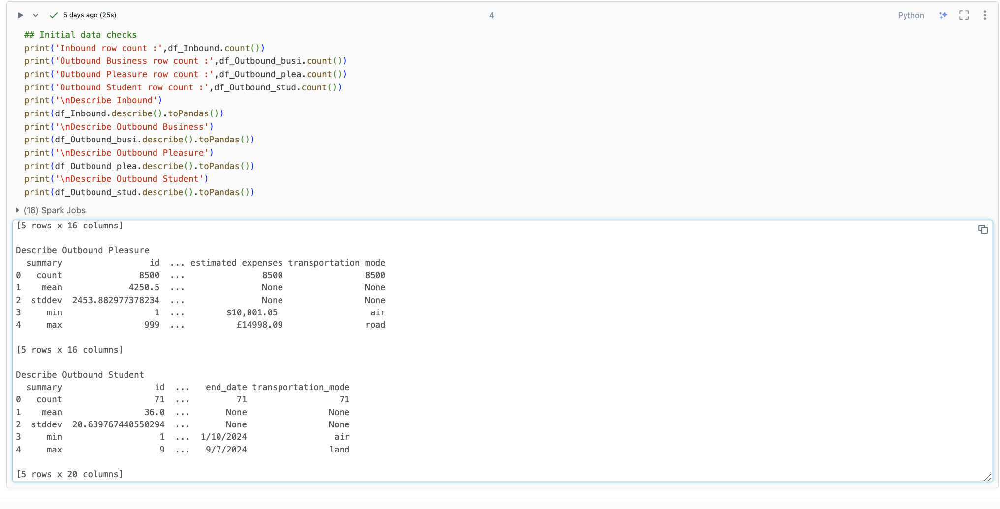 5 days ago (25s) 4 Python
## Initial data checks
print('Inbound row count :',df_Inbound.count())
print('Outbound Business row count :',df_Outbound_busi.count())
print('Outbound Pleasure row count :',df_Outbound_plea.count())
print('Outbound Student row count :',df_Outbound_stud.count())
print('\nDescribe Inbound')
print(df_Inbound.describe().toPandas())
print('\nDescribe Outbound Business')
print(df_Outbound_busi.describe().toPandas())
print('\nDescribe Outbound Pleasure')
print(df_Outbound_plea.describe().toPandas())
print('\nDescribe Outbound Student')
print(df_Outbound_stud.describe().toPandas())
(16) Spark Jobs
[5 rows x 16 columns]
Describe Outbound Pleasure
  summary                 id  ... estimated expenses transportation mode
0   count               8500  ...               8500                8500
1    mean             4250.5  ...               None                None
2  stddev  2453.882977378234  ...               None                None
3     min                  1  ...        $10,001.05                  air
4     max                999  ...          £14998.09                road
[5 rows x 16 columns]
Describe Outbound Student
  summary                  id  ...   end_date transportation_mode
0   count                  71  ...         71                  71
1    mean                36.0  ...       None                None
2  stddev  20.639767440550294  ...       None                None
3     min                   1  ...  1/10/2024                 air
4     max                   9  ...   9/7/2024                land
[5 rows x 20 columns]